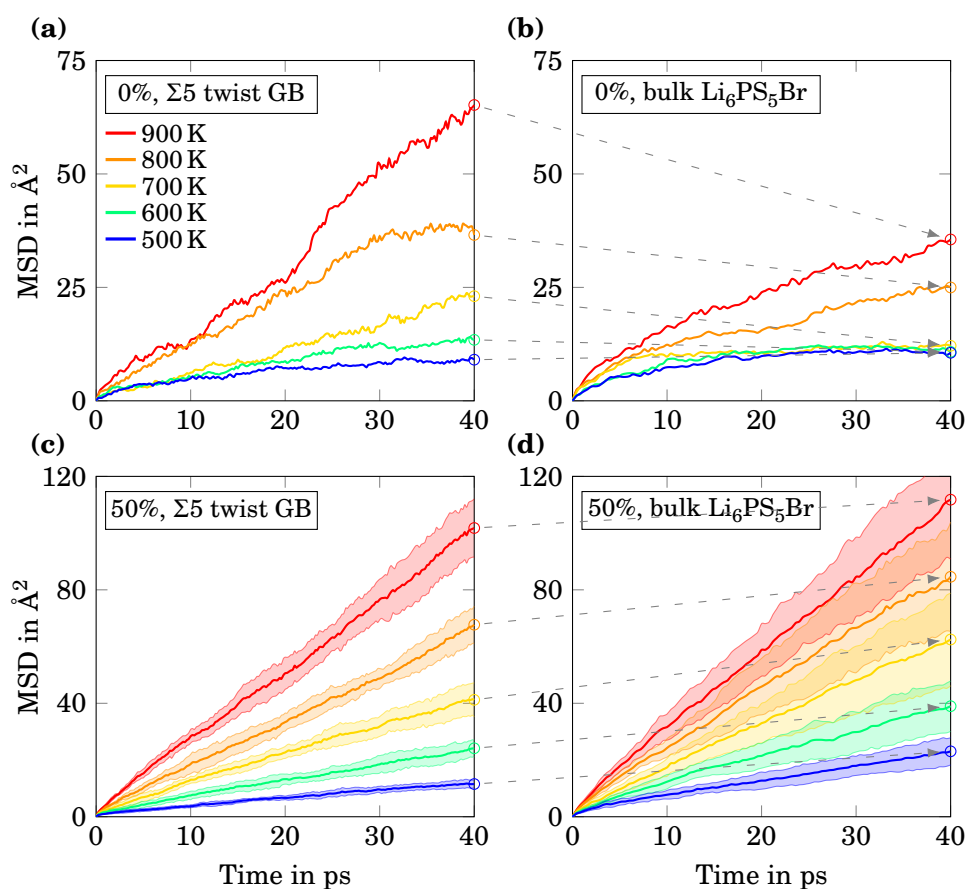 (a)
(b)
75
50
25
0
MSD in Å²
0%, Σ5 twist GB
900 K
800 K
700 K
600 K
500 K
0
10
20
30
40
75
50
25
0
0%, bulk Li₆PS₅Br
0
10
20
30
40
(c)
(d)
120
80
40
0
MSD in Å²
50%, Σ5 twist GB
0
10
20
30
40
Time in ps
120
80
40
0
50%, bulk Li₆PS₅Br
0
10
20
30
40
Time in ps